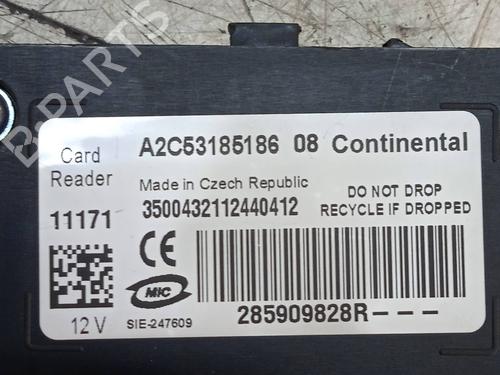 A2C53185186 08 Continental
Card
Reader
Made in Czech Republic
DO NOT DROP
11171
3500432112440412
RECYCLE IF DROPPED
CE
MIC
12 V
SIE-247609
285909828R---
B-PARTS